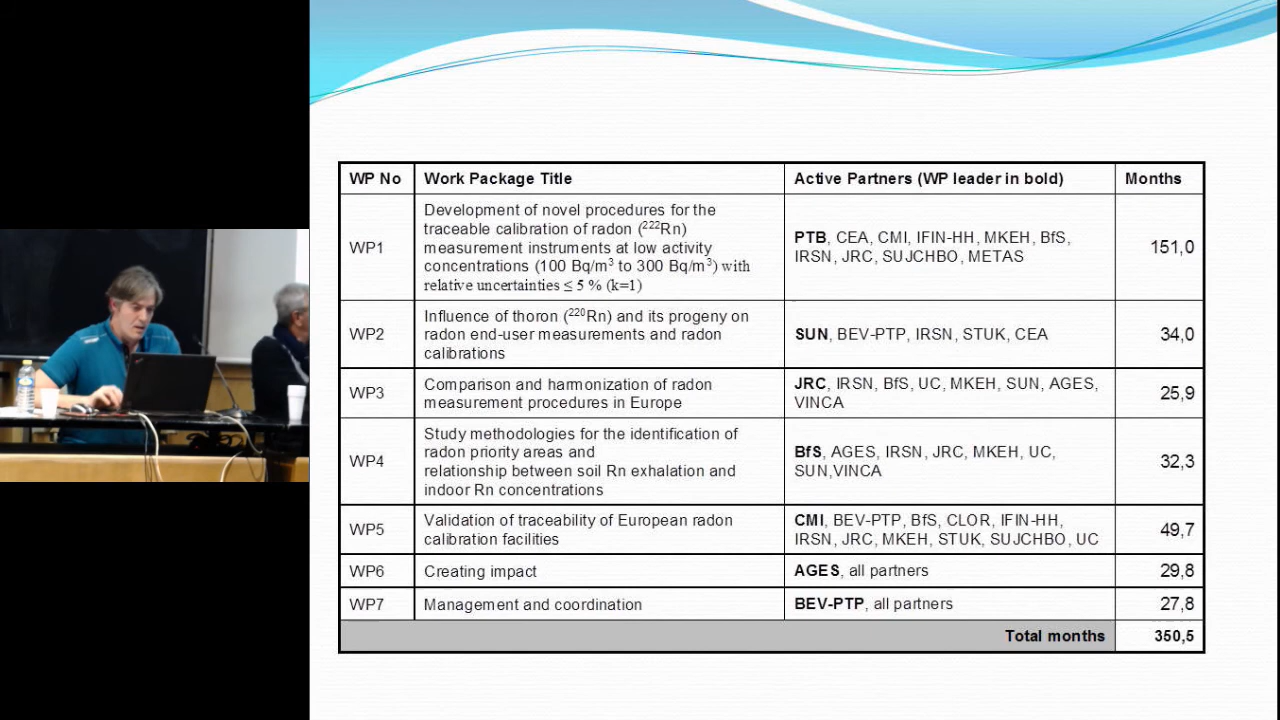 WP No Work Package Title Active Partners (WP leader in bold) Months
WP1
Development of novel procedures for the
traceable calibration of radon (²²²Rn)
measurement instruments at low activity
concentrations (100 Bq/m³ to 300 Bq/m³) with
relative uncertainties ≤ 5 % (k=1)
PTB, CEA, CMI, IFIN-HH, MKEH, BfS,
IRSN, JRC, SUJCHBO, METAS
151,0
WP2
Influence of thoron (²²⁰Rn) and its progeny on
radon end-user measurements and radon
calibrations
SUN, BEV-PTP, IRSN, STUK, CEA
34,0
WP3
Comparison and harmonization of radon
measurement procedures in Europe
JRC, IRSN, BfS, UC, MKEH, SUN, AGES,
VINCA
25,9
WP4
Study methodologies for the identification of
radon priority areas and
relationship between soil Rn exhalation and
indoor Rn concentrations
BfS, AGES, IRSN, JRC, MKEH, UC,
SUN,VINCA
32,3
WP5
Validation of traceability of European radon
calibration facilities
CMI, BEV-PTP, BfS, CLOR, IFIN-HH,
IRSN, JRC, MKEH, STUK, SUJCHBO, UC
49,7
WP6
Creating impact
AGES, all partners
29,8
WP7
Management and coordination
BEV-PTP, all partners
27,8
Total months 350,5